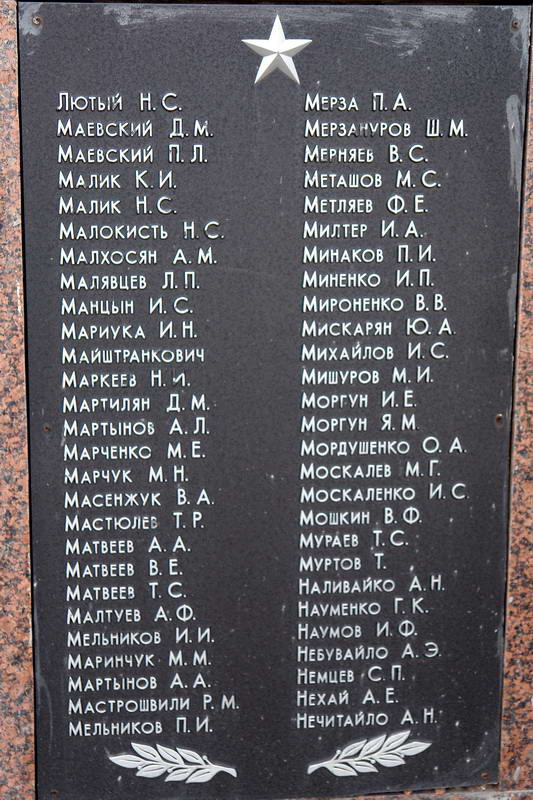 Лютый Н.С.
Маевский Д.М.
Маевский П.Л.
Малик К.И.
Малик Н.С.
Малокисть Н.С.
Малхосян А.М.
Малявцев Л.П.
Манцын И.С.
Мариука И.Н.
Майштранкович
Маркеев Н.И.
Мартилян Д.М.
Мартынов А.Л.
Марченко М.Е.
Марчук М.Н.
Масенжук В.А.
Мастюлев Т.Р.
Матвеев А.А.
Матвеев В.Е.
Матвеев Т.С.
Малтуев А.Ф.
Мельников И.И.
Маринчук М.М.
Мартынов А.А.
Мастрошвили Р.М.
Мельников П.И.
Мерза П.А.
Мерзануров Ш.М.
Мерняев В.С.
Меташов М.С.
Метляев Ф.Е.
Милтер И.А.
Минаков П.И.
Миненко И.П.
Мироненко В.В.
Мискарян Ю.А.
Михайлов И.С.
Мишуров М.И.
Моргун И.Е.
Моргун Я.М.
Мордушенко О.А.
Москалев М.Г.
Москаленко И.С.
Мошкин В.Ф.
Мураев Т.С.
Муртов Т.
Наливайко А.Н.
Науменко Г.К.
Наумов И.Ф.
Небувайло А.Э.
Немцев С.П.
Нехай А.Е.
Нечитайло А.Н.